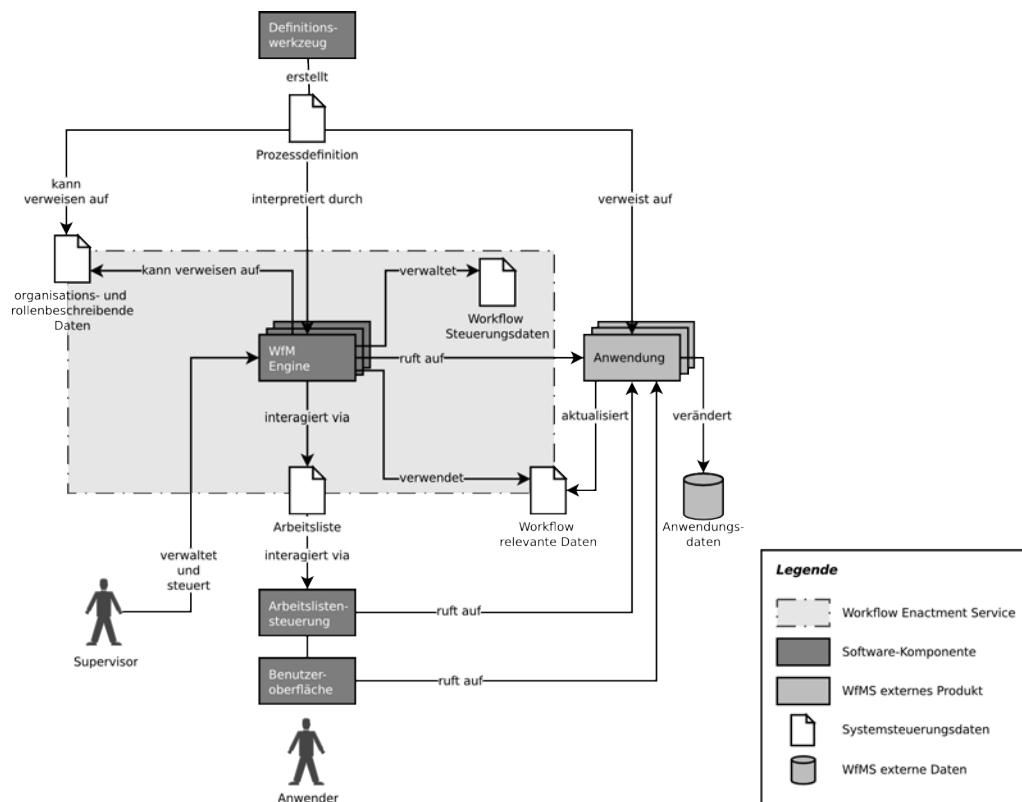 Definitions-
werkzeug
erstellt
Prozessdefinition
kann
verweisen auf
interpretiert durch
verweist auf
kann verweisen auf
verwaltet
organisations- und
rollenbeschreibende
Daten
Workflow
Steuerungsdaten
WfM
Engine
ruft auf
Anwendung
interagiert via
aktualisiert
verändert
verwendet
Arbeitsliste
Workflow
relevante Daten
Anwendungs-
daten
verwaltet
und
steuert
interagiert via
Arbeitslisten-
steuerung
ruft auf
Supervisor
Benutzer-
oberfläche
ruft auf
Anwender
Legende
Workflow Enactment Service
Software-Komponente
WfMS externes Produkt
Systemsteuerungsdaten
WfMS externe Daten